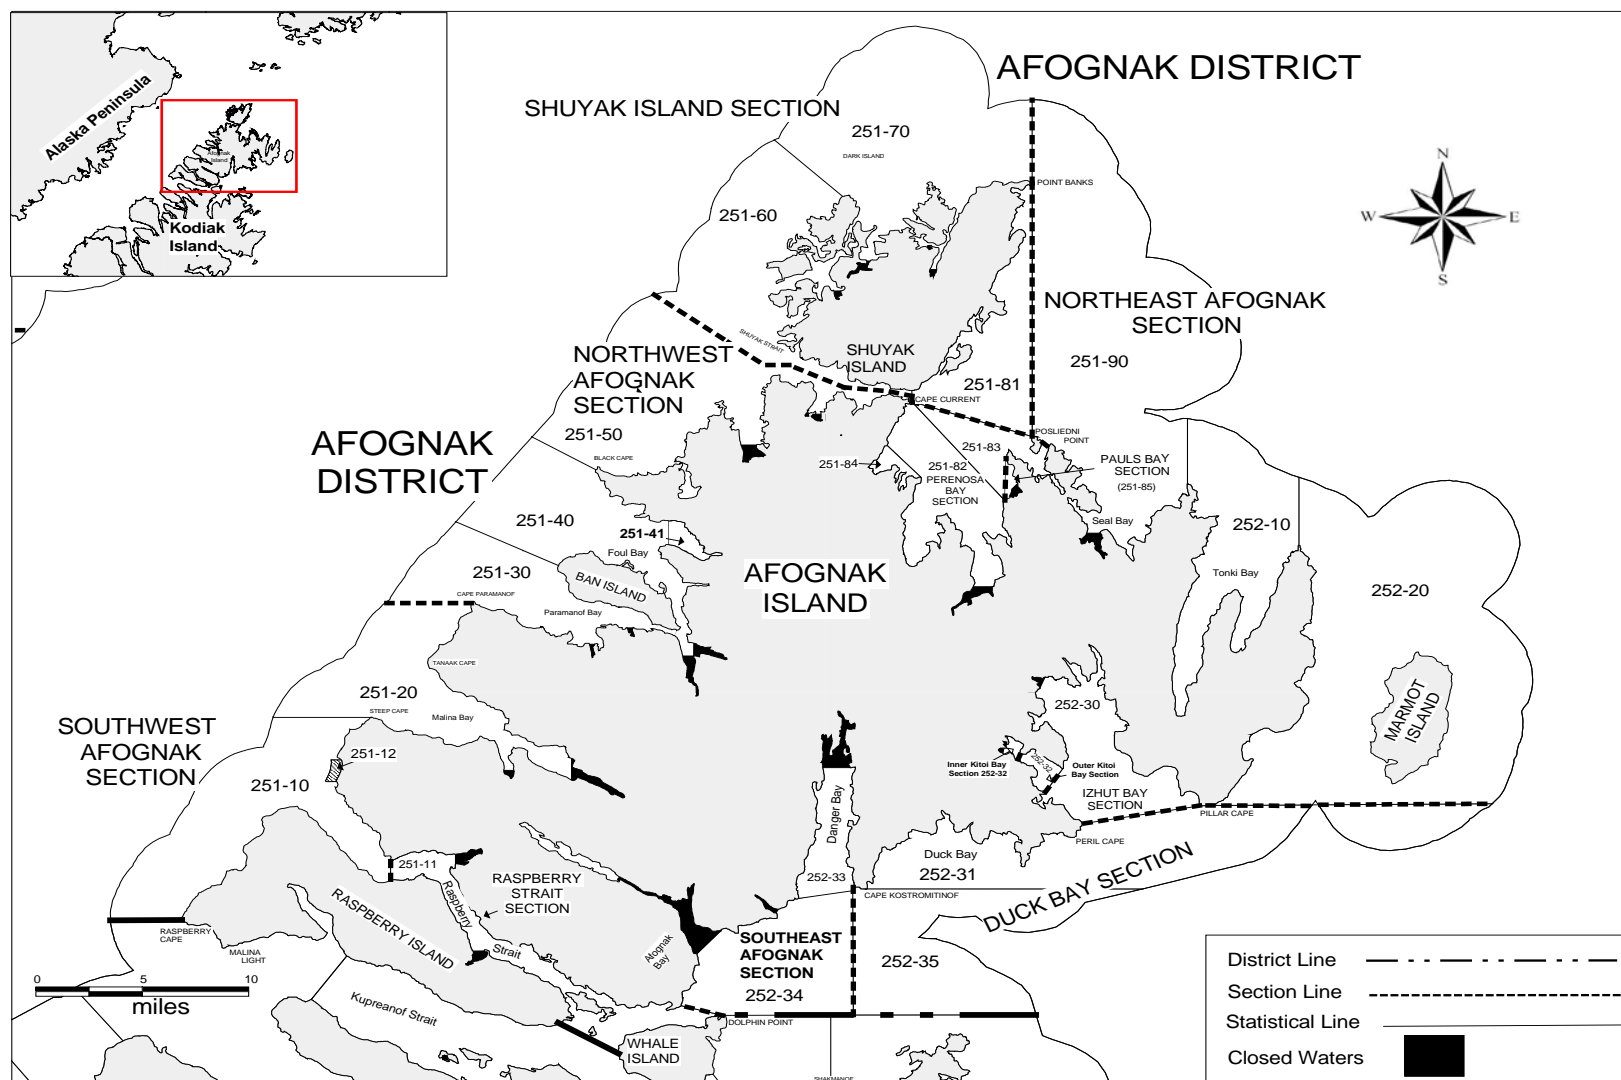 AFOGNAK DISTRICT
SHUYAK ISLAND SECTION
251-70
DARK ISLAND
Alaska Peninsula
Afognak
Island
Kodiak
Island
N
W
E
S
POINT BANKS
251-60
NORTHEAST AFOGNAK
SECTION
SHUYAK STRAIT
SHUYAK
ISLAND
NORTHWEST
AFOGNAK
SECTION
251-90
251-81
CAPE CURRENT
251-50
AFOGNAK
DISTRICT
BLACK CAPE
POSLIEDNI
POINT
251-83
251-84
251-82
PERENOSA
BAY
SECTION
PAULS BAY
SECTION
(251-85)
251-40
251-41
Foul Bay
Seal Bay
252-10
251-30
BAN ISLAND
AFOGNAK
ISLAND
Tonki Bay
252-20
CAPE PARAMANOF
Paramanof Bay
TANAAK CAPE
251-20
STEEP CAPE
Malina Bay
252-30
MARMOT
ISLAND
SOUTHWEST
AFOGNAK
SECTION
251-12
251-10
Inner Kitoi Bay
Section 252-32
252-32
Outer Kitoi
Bay Section
IZHUT BAY
SECTION
Danger Bay
PILLAR CAPE
PERIL CAPE
251-11
Duck Bay
252-31
252-33
CAPE KOSTROMITINOF
DUCK BAY SECTION
RASPBERRY
STRAIT
SECTION
Raspberry
Strait
RASPBERRY ISLAND
RASPBERRY
CAPE
MALINA
LIGHT
Afognak
Bay
SOUTHEAST
AFOGNAK
SECTION
252-34
252-35
0
5
10
miles
Kupreanof Strait
DOLPHIN POINT
WHALE
ISLAND
SHAKMANOF
District Line
Section Line
Statistical Line
Closed Waters